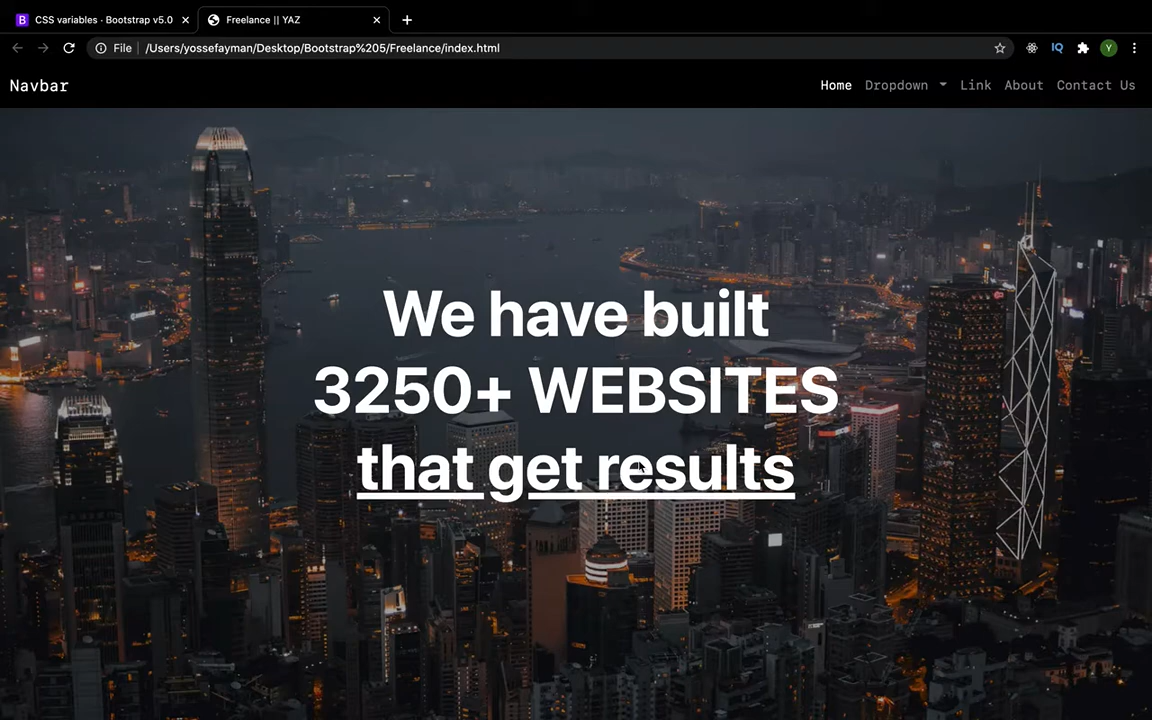 CSS variables · Bootstrap v5.0
Freelance || YAZ
File
/Users/yossefayman/Desktop/Bootstrap%205/Freelance/index.html
IQ
Y
Navbar
Home Dropdown Link About Contact Us
We have built
3250+ WEBSITES
that get results